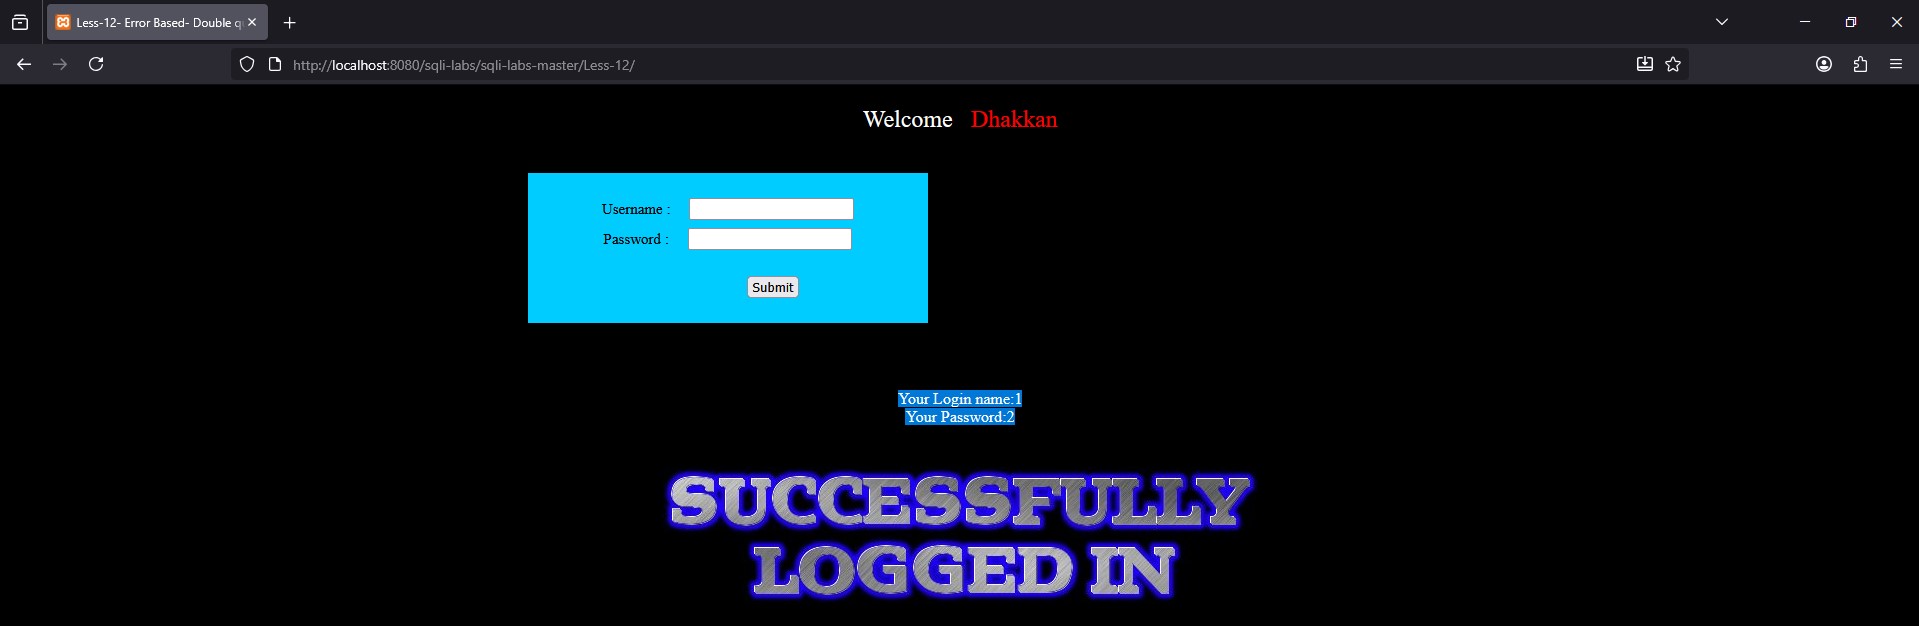 Less-12- Error Based- Double q
http://localhost:8080/sqli-labs/sqli-labs-master/Less-12/
Welcome   Dhakkan
Username :
Password :
Submit
Your Login name:1
Your Password:2
SUCCESSFULLY
LOGGED IN